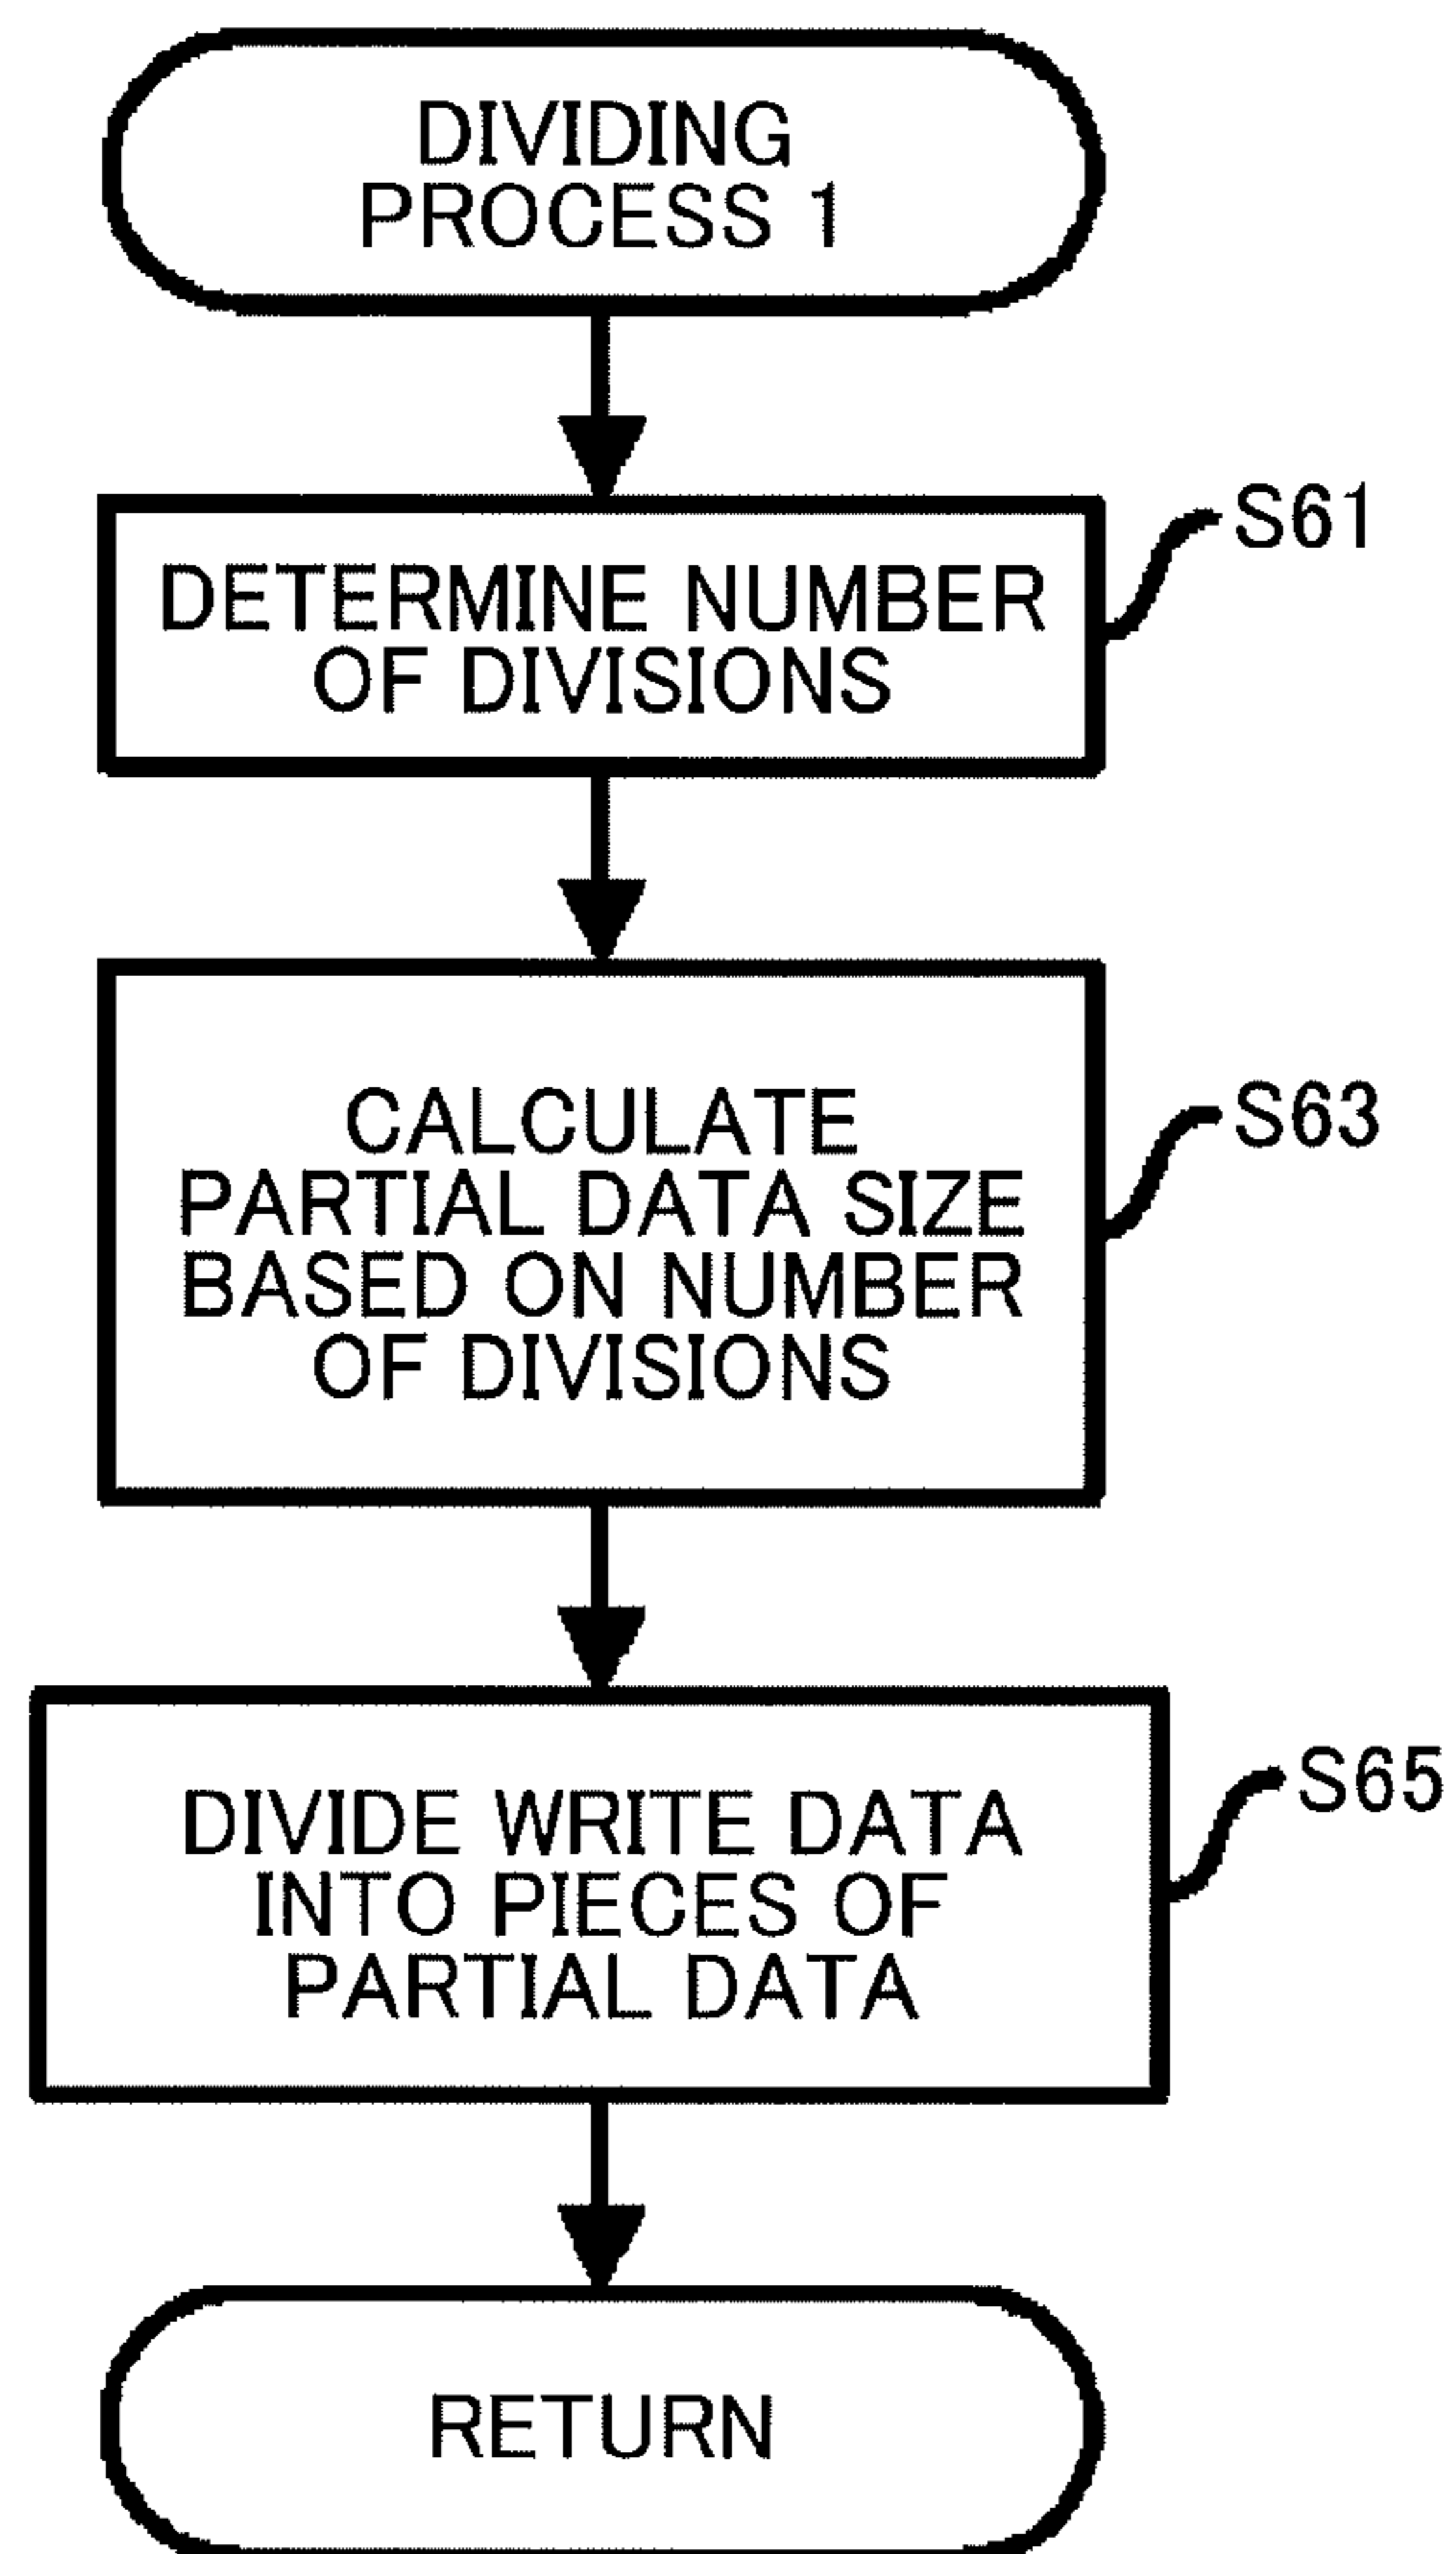 DIVIDING
PROCESS 1
S61
DETERMINE NUMBER
OF DIVISIONS
S63
CALCULATE
PARTIAL DATA SIZE
BASED ON NUMBER
OF DIVISIONS
S65
DIVIDE WRITE DATA
INTO PIECES OF
PARTIAL DATA
RETURN